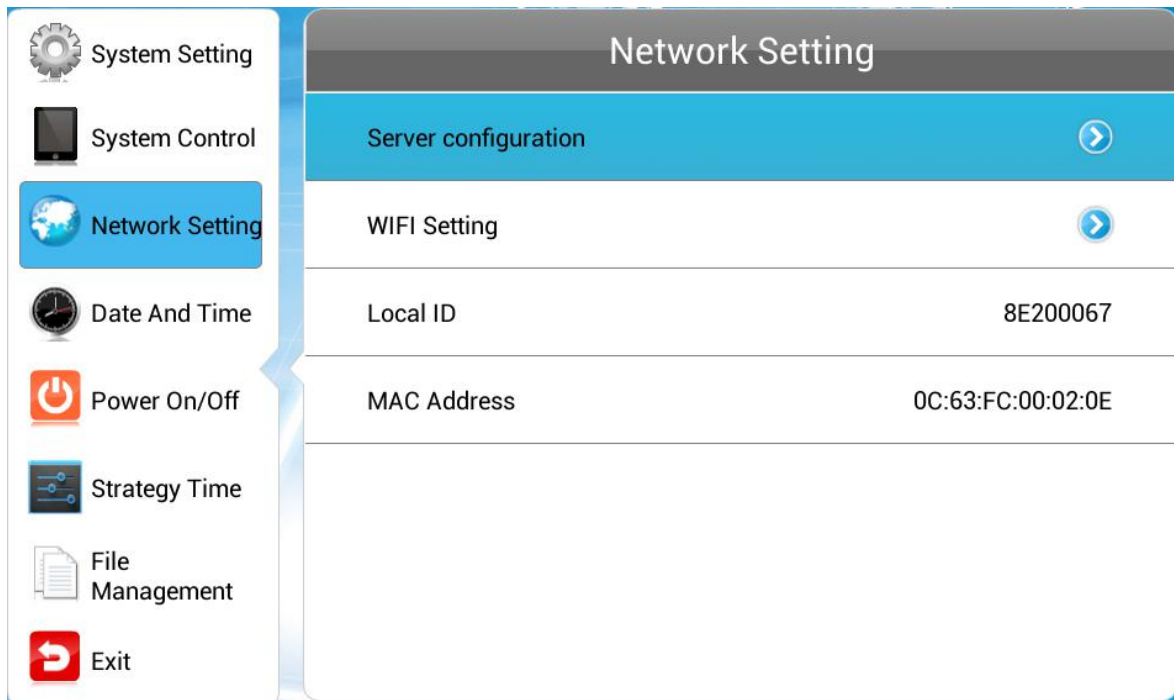 System Setting
System Control
Network Setting
Date And Time
Power On/Off
Strategy Time
File
Management
Exit
Network Setting
Server configuration
WIFI Setting
Local ID 8E200067
MAC Address 0C:63:FC:00:02:0E